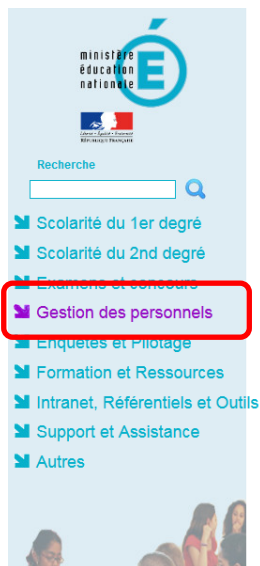 ministère
éducation
nationale
Liberté • Égalité • Fraternité
RÉPUBLIQUE FRANÇAISE
Recherche
Scolarité du 1er degré
Scolarité du 2nd degré
Examens et concours
Gestion des personnels
Enquêtes et Pilotage
Formation et Ressources
Intranet, Référentiels et Outils
Support et Assistance
Autres